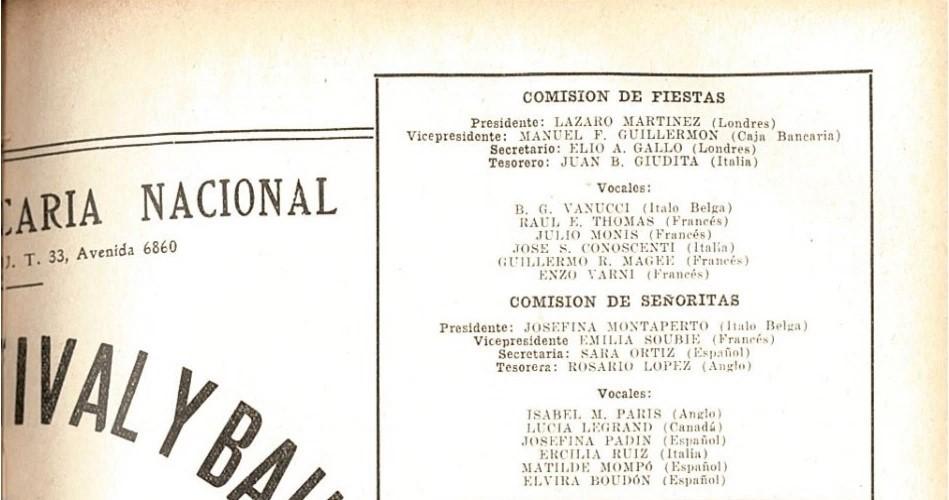 CARIA NACIONAL
U. T. 33, Avenida 6860
IVAL Y BAI
COMISION DE FIESTAS
Presidente: LAZARO MARTINEZ (Londres)
Vicepresidente: MANUEL F. GUILLERMON (Caja Bancaria)
Secretario: ELIO A. GALLO (Londres)
Tesorero: JUAN B. GIUDITA (Italia)
Vocales:
B. G. VANUCCI (Italo Belga)
RAUL E. THOMAS (Francés)
JULIO MONIS (Francés)
JOSE S. CONOSCENTI (Italia)
GUILLERMO R. MAGEE (Francés)
ENZO VARNI (Francés)
COMISION DE SEÑORITAS
Presidente: JOSEFINA MONTAPERTO (Italo Belga)
Vicepresidente EMILIA SOUBIE (Francés)
Secretaria: SARA ORTIZ (Español)
Tesorera: ROSARIO LOPEZ (Anglo)
Vocales:
ISABEL M. PARIS (Anglo)
LUCIA LEGRAND (Canadá)
JOSEFINA PADIN (Español)
ERCILIA RUIZ (Italia)
MATILDE MOMPó (Español)
ELVIRA BOUDóN (Español)